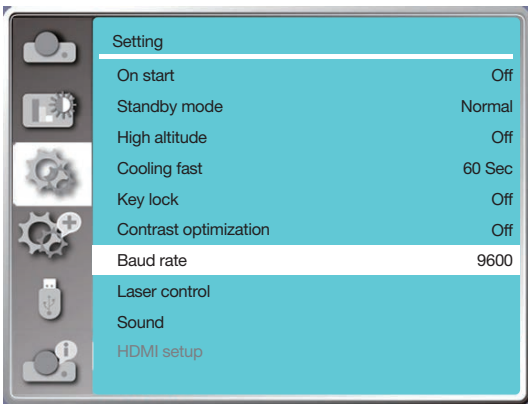 Setting
On start Off
Standby mode Normal
High altitude Off
Cooling fast 60 Sec
Key lock Off
Contrast optimization Off
Baud rate 9600
Laser control
Sound
HDMI setup